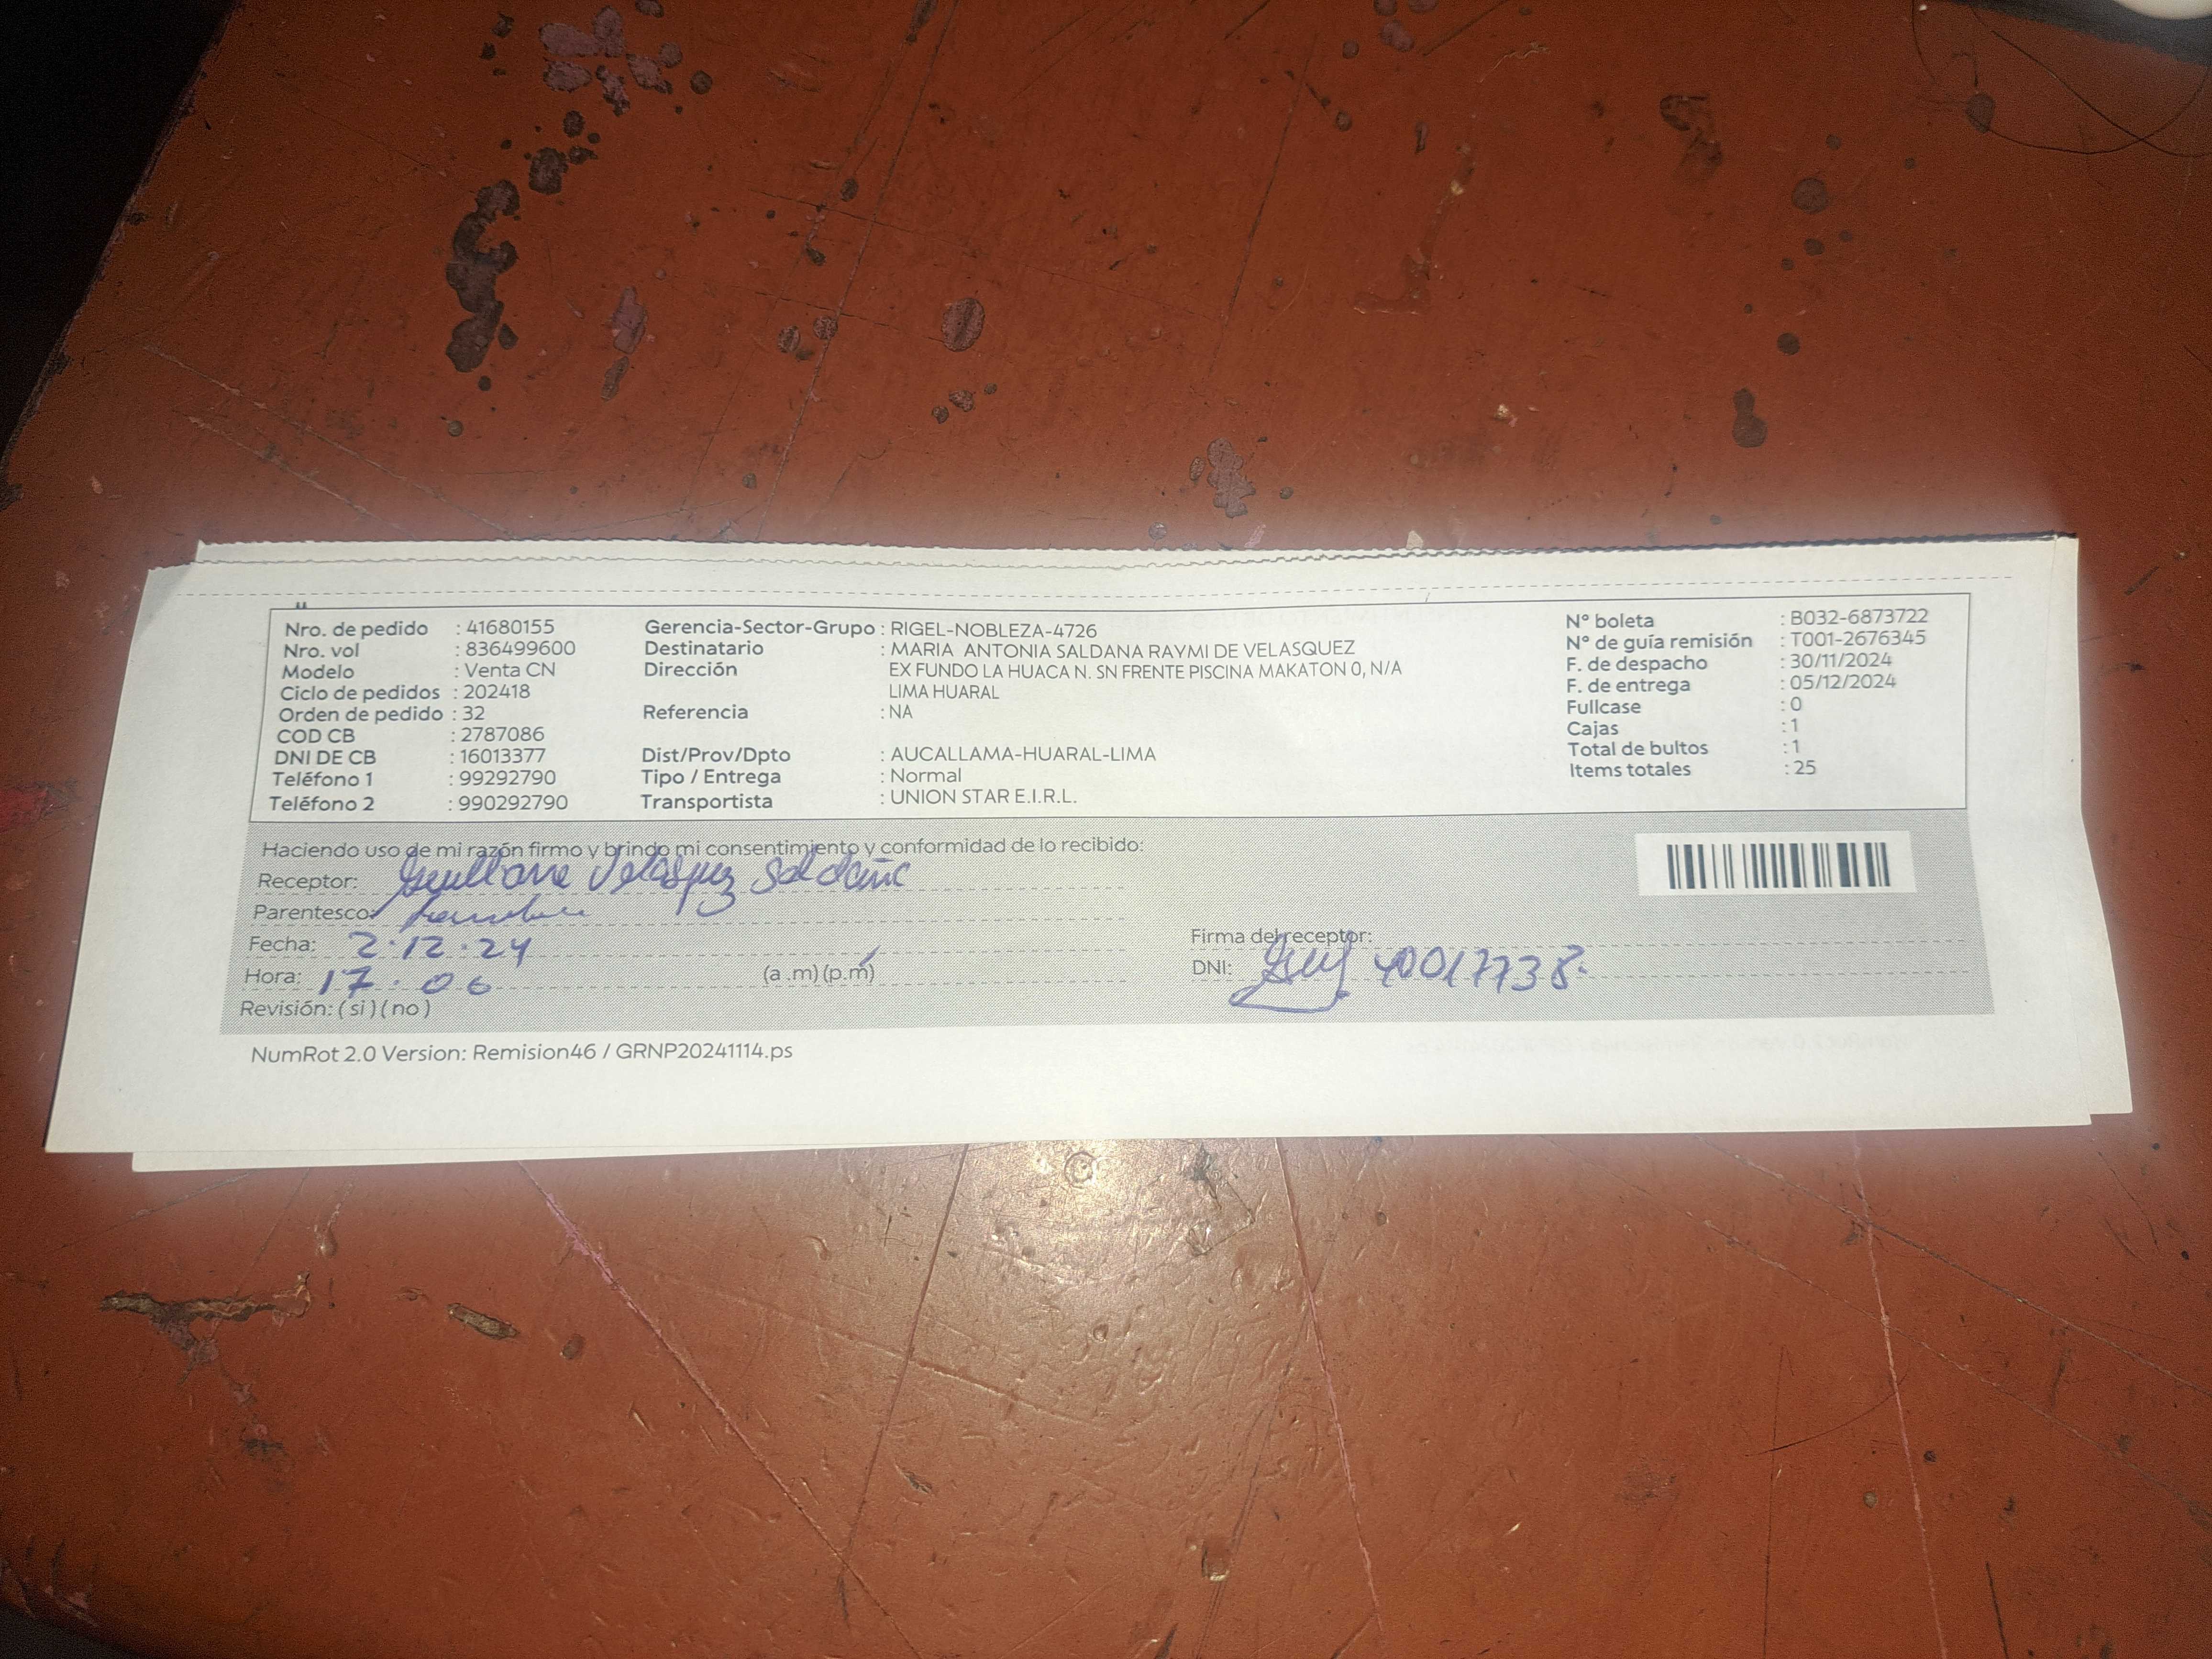 Nro. de pedido : 41680155 Gerencia-Sector-Grupo : RIGEL-NOBLEZA-4726 N° boleta : B032-6873722
Nro. vol : 836499600 Destinatario : MARIA ANTONIA SALDANA RAYMI DE VELASQUEZ N° de guía remisión : T001-2676345
Modelo : Venta CN Dirección EX FUNDO LA HUACA N. SN FRENTE PISCINA MAKATON 0, N/A F. de despacho : 30/11/2024
Ciclo de pedidos : 202418 LIMA HUARAL F. de entrega : 05/12/2024
Orden de pedido : 32 Referencia : NA Fullcase : 0
COD CB : 2787086 Cajas : 1
DNI DE CB : 16013377 Dist/Prov/Dpto : AUCALLAMA-HUARAL-LIMA Total de bultos : 1
Teléfono 1 : 99292790 Tipo / Entrega : Normal Items totales : 25
Teléfono 2 : 990292790 Transportista : UNION STAR E.I.R.L.
Haciendo uso de mi razón firmo y brindo mi consentimiento y conformidad de lo recibido:
Receptor: Velasquez Saldaña
Parentesco:
Fecha: 2.12.24 Firma del receptor:
Hora: 17.06 (a .m) (p.m) DNI: 40017738.
Revisión: ( si ) ( no )
NumRot 2.0 Version: Remision46 / GRNP20241114.ps